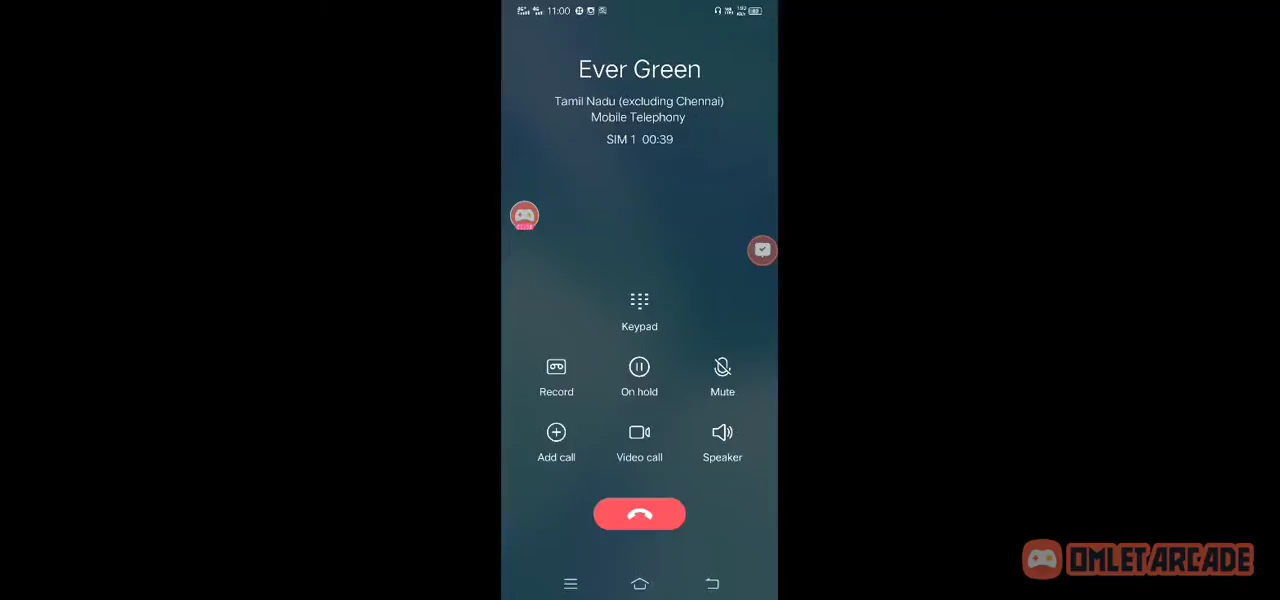 11:00
Ever Green
Tamil Nadu (excluding Chennai)
Mobile Telephony
SIM 1 00:39
Keypad
Record On hold Mute
Add call Video call Speaker
OMLET ARCADE